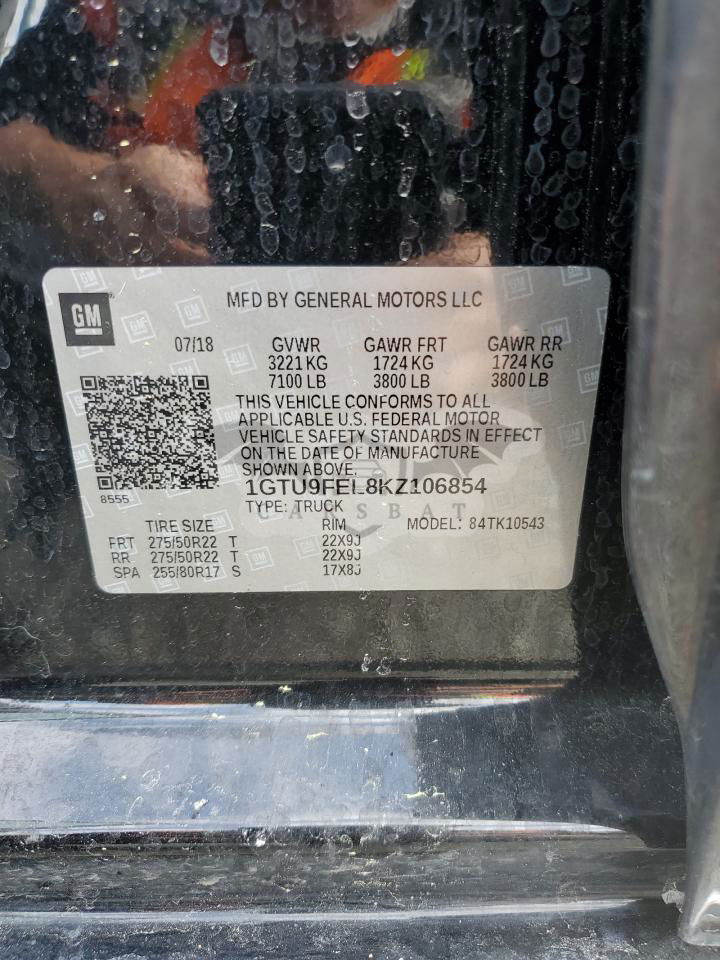 GM
MFD BY GENERAL MOTORS LLC
07/18 GVWR GAWR FRT GAWR RR
3221 KG 1724 KG 1724 KG
7100 LB 3800 LB 3800 LB
THIS VEHICLE CONFORMS TO ALL
APPLICABLE U.S. FEDERAL MOTOR
VEHICLE SAFETY STANDARDS IN EFFECT
ON THE DATE OF MANUFACTURE
SHOWN ABOVE.
8555
1GTU9FEL8KZ106854
TYPE: TRUCK
CARSBAT
TIRE SIZE RIM MODEL: 84TK10543
FRT 275/50R22 T 22X9J
RR 275/50R22 T 22X9J
SPA 255/80R17 S 17X8J